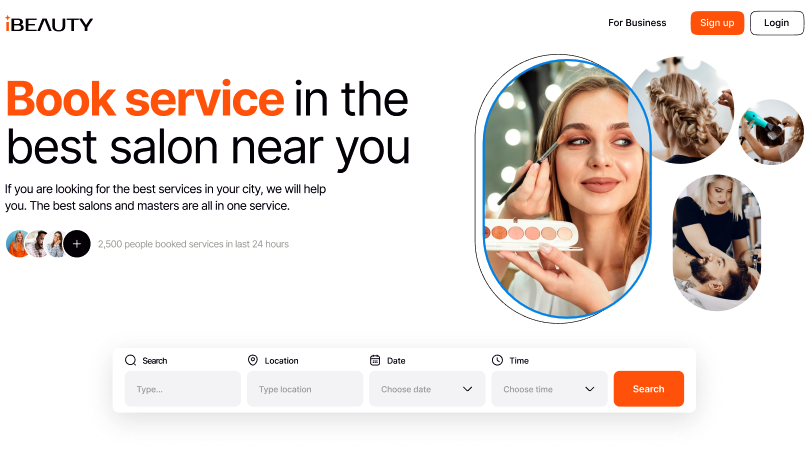 iBEAUTY
For Business
Sign up
Login
Book service in the
best salon near you
If you are looking for the best services in your city, we will help
you. The best salons and masters are all in one service.
+
2,500 people booked services in last 24 hours
Search
Location
Date
Time
Type...
Type location
Choose date
Choose time
Search